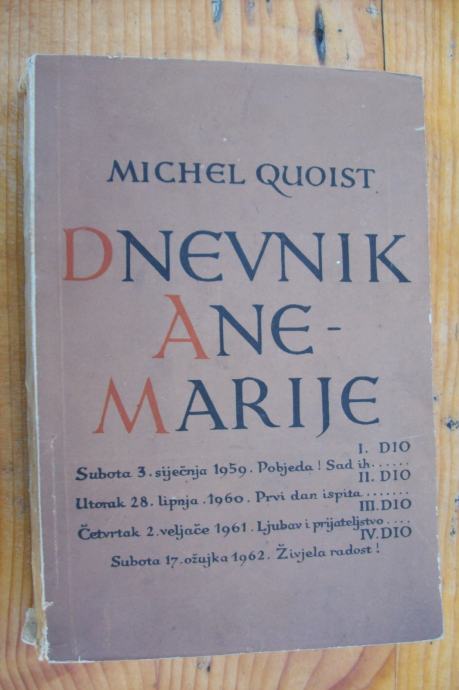 MICHEL QUOIST
DNEVNIK
ANE-
MARIJE
I. DIO
Subota 3. siječnja 1959. Pobjeda! Sad ih......
II. DIO
Utorak 28. lipnja. 1960. Prvi dan ispita........
III. DIO
Četvrtak 2. veljače 1961. Ljubav i prijateljstvo....
IV. DIO
Subota 17. ožujka 1962. Živjela radost!